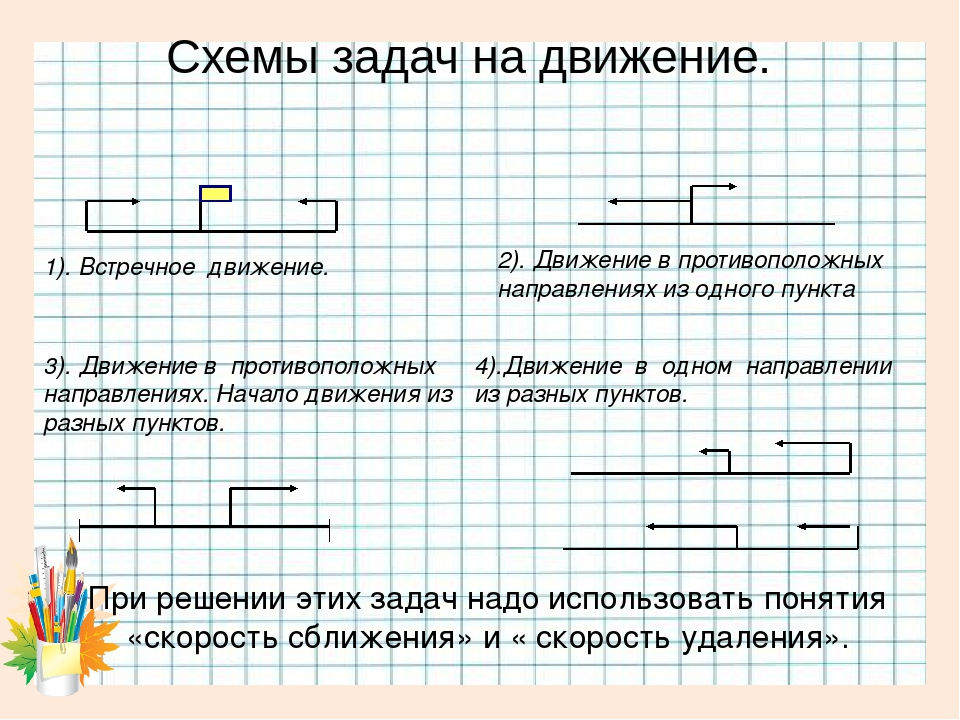 Схемы задач на движение.
1). Встречное движение.
2). Движение в противоположных
направлениях из одного пункта
3). Движение в противоположных
направлениях. Начало движения из
разных пунктов.
4).Движение в одном направлении
из разных пунктов.
При решении этих задач надо использовать понятия
«скорость сближения» и « скорость удаления».